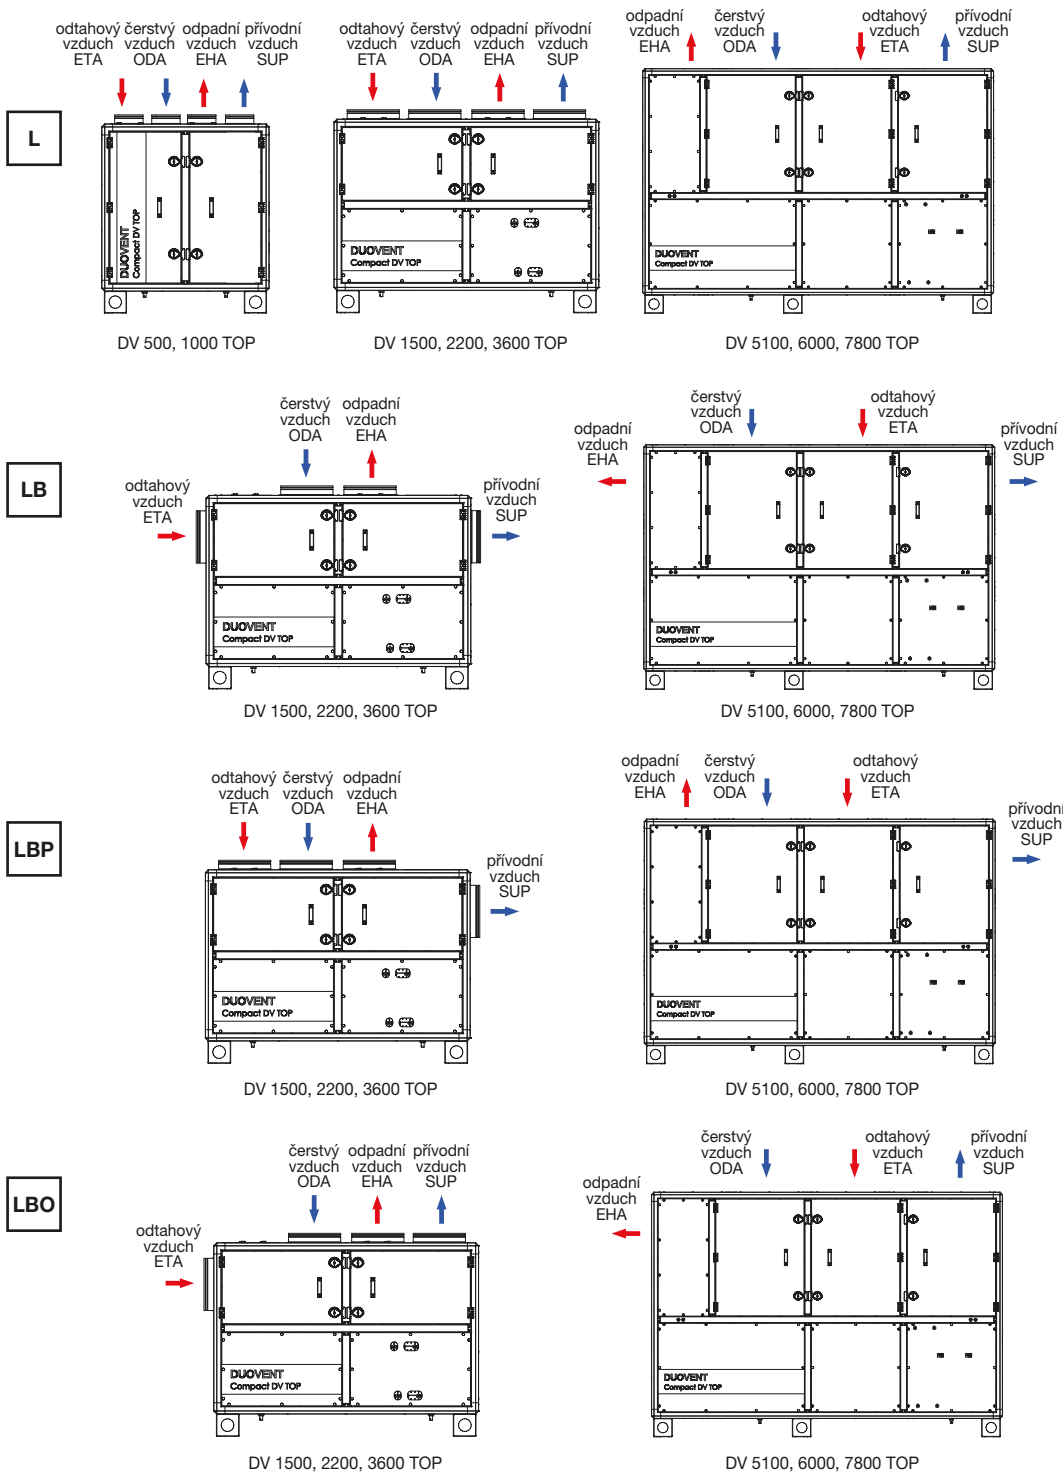 odtahový
vzduch
ETA
čerstvý
vzduch
ODA
odpadní
vzduch
EHA
přívodní
vzduch
SUP
odtahový
vzduch
ETA
čerstvý
vzduch
ODA
odpadní
vzduch
EHA
přívodní
vzduch
SUP
odpadní
vzduch
EHA
čerstvý
vzduch
ODA
odtahový
vzduch
ETA
přívodní
vzduch
SUP
L
DUOVENT
Compact DV TOP
DUOVENT
Compact DV TOP
DUOVENT
Compact DV TOP
DV 500, 1000 TOP
DV 1500, 2200, 3600 TOP
DV 5100, 6000, 7800 TOP
LB
odtahový
vzduch
ETA
čerstvý
vzduch
ODA
odpadní
vzduch
EHA
přívodní
vzduch
SUP
odpadní
vzduch
EHA
čerstvý
vzduch
ODA
odtahový
vzduch
ETA
přívodní
vzduch
SUP
DUOVENT
Compact DV TOP
DUOVENT
Compact DV TOP
DV 1500, 2200, 3600 TOP
DV 5100, 6000, 7800 TOP
LBP
odtahový
vzduch
ETA
čerstvý
vzduch
ODA
odpadní
vzduch
EHA
přívodní
vzduch
SUP
odpadní
vzduch
EHA
čerstvý
vzduch
ODA
odtahový
vzduch
ETA
přívodní
vzduch
SUP
DUOVENT
Compact DV TOP
DUOVENT
Compact DV TOP
DV 1500, 2200, 3600 TOP
DV 5100, 6000, 7800 TOP
LBO
odtahový
vzduch
ETA
čerstvý
vzduch
ODA
odpadní
vzduch
EHA
přívodní
vzduch
SUP
odpadní
vzduch
EHA
čerstvý
vzduch
ODA
odtahový
vzduch
ETA
přívodní
vzduch
SUP
DUOVENT
Compact DV TOP
DUOVENT
Compact DV TOP
DV 1500, 2200, 3600 TOP
DV 5100, 6000, 7800 TOP